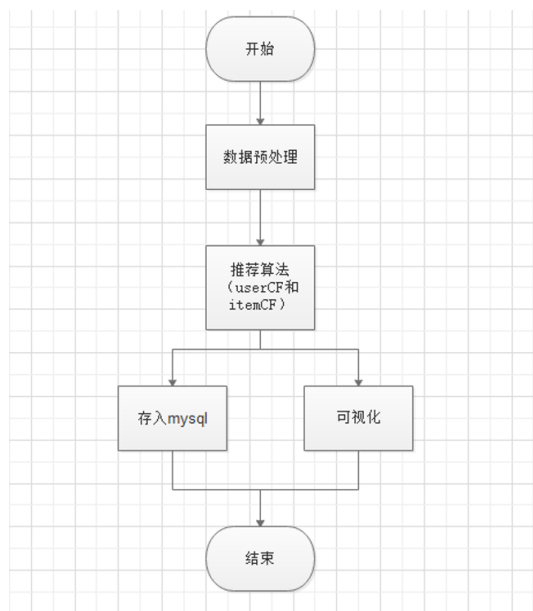 开始
数据预处理
推荐算法
（userCF和
itemCF）
存入mysql
可视化
结束